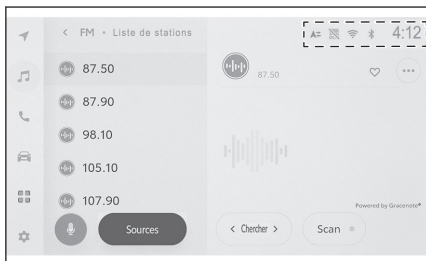 < FM • Liste de stations
4:12
87.50
87.90
98.10
105.10
107.90
Sources
87.50
Powered by Gracenote®
< Chercher >
Scan